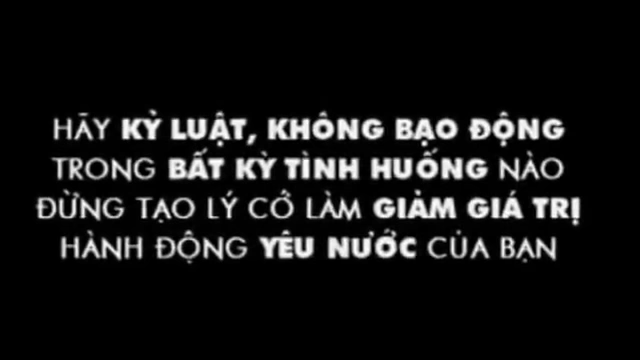 HÃY KỶ LUẬT, KHÔNG BẠO ĐỘNG
TRONG BẤT KỲ TÌNH HUỐNG NÀO
ĐỪNG TẠO LÝ CỚ LÀM GIẢM GIÁ TRỊ
HÀNH ĐỘNG YÊU NƯỚC CỦA BẠN